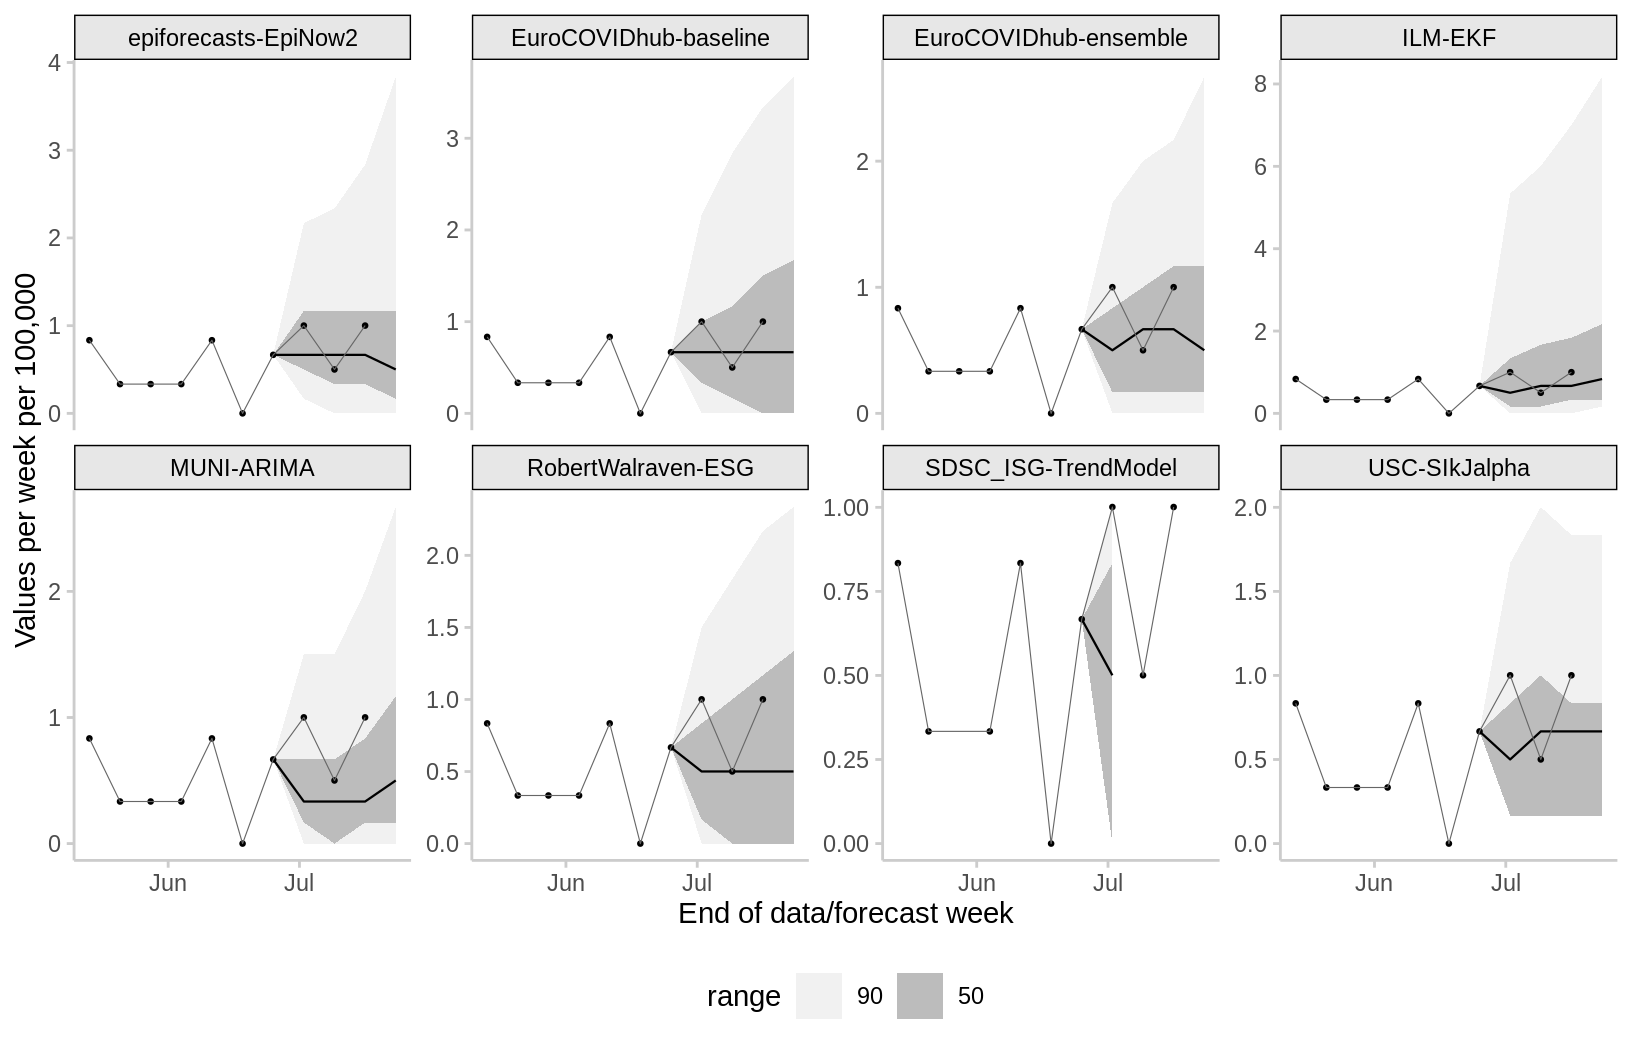 epiforecasts-EpiNow2
EuroCOVIDhub-baseline
EuroCOVIDhub-ensemble
ILM-EKF
4
3
2
1
0
3
2
1
0
2
1
0
8
6
4
2
0
Values per week per 100,000
MUNI-ARIMA
RobertWalraven-ESG
SDSC_ISG-TrendModel
USC-SIkJalpha
2
1
0
2.0
1.5
1.0
0.5
0.0
1.00
0.75
0.50
0.25
0.00
2.0
1.5
1.0
0.5
0.0
Jun Jul
Jun Jul
Jun Jul
Jun Jul
End of data/forecast week
range 90 50